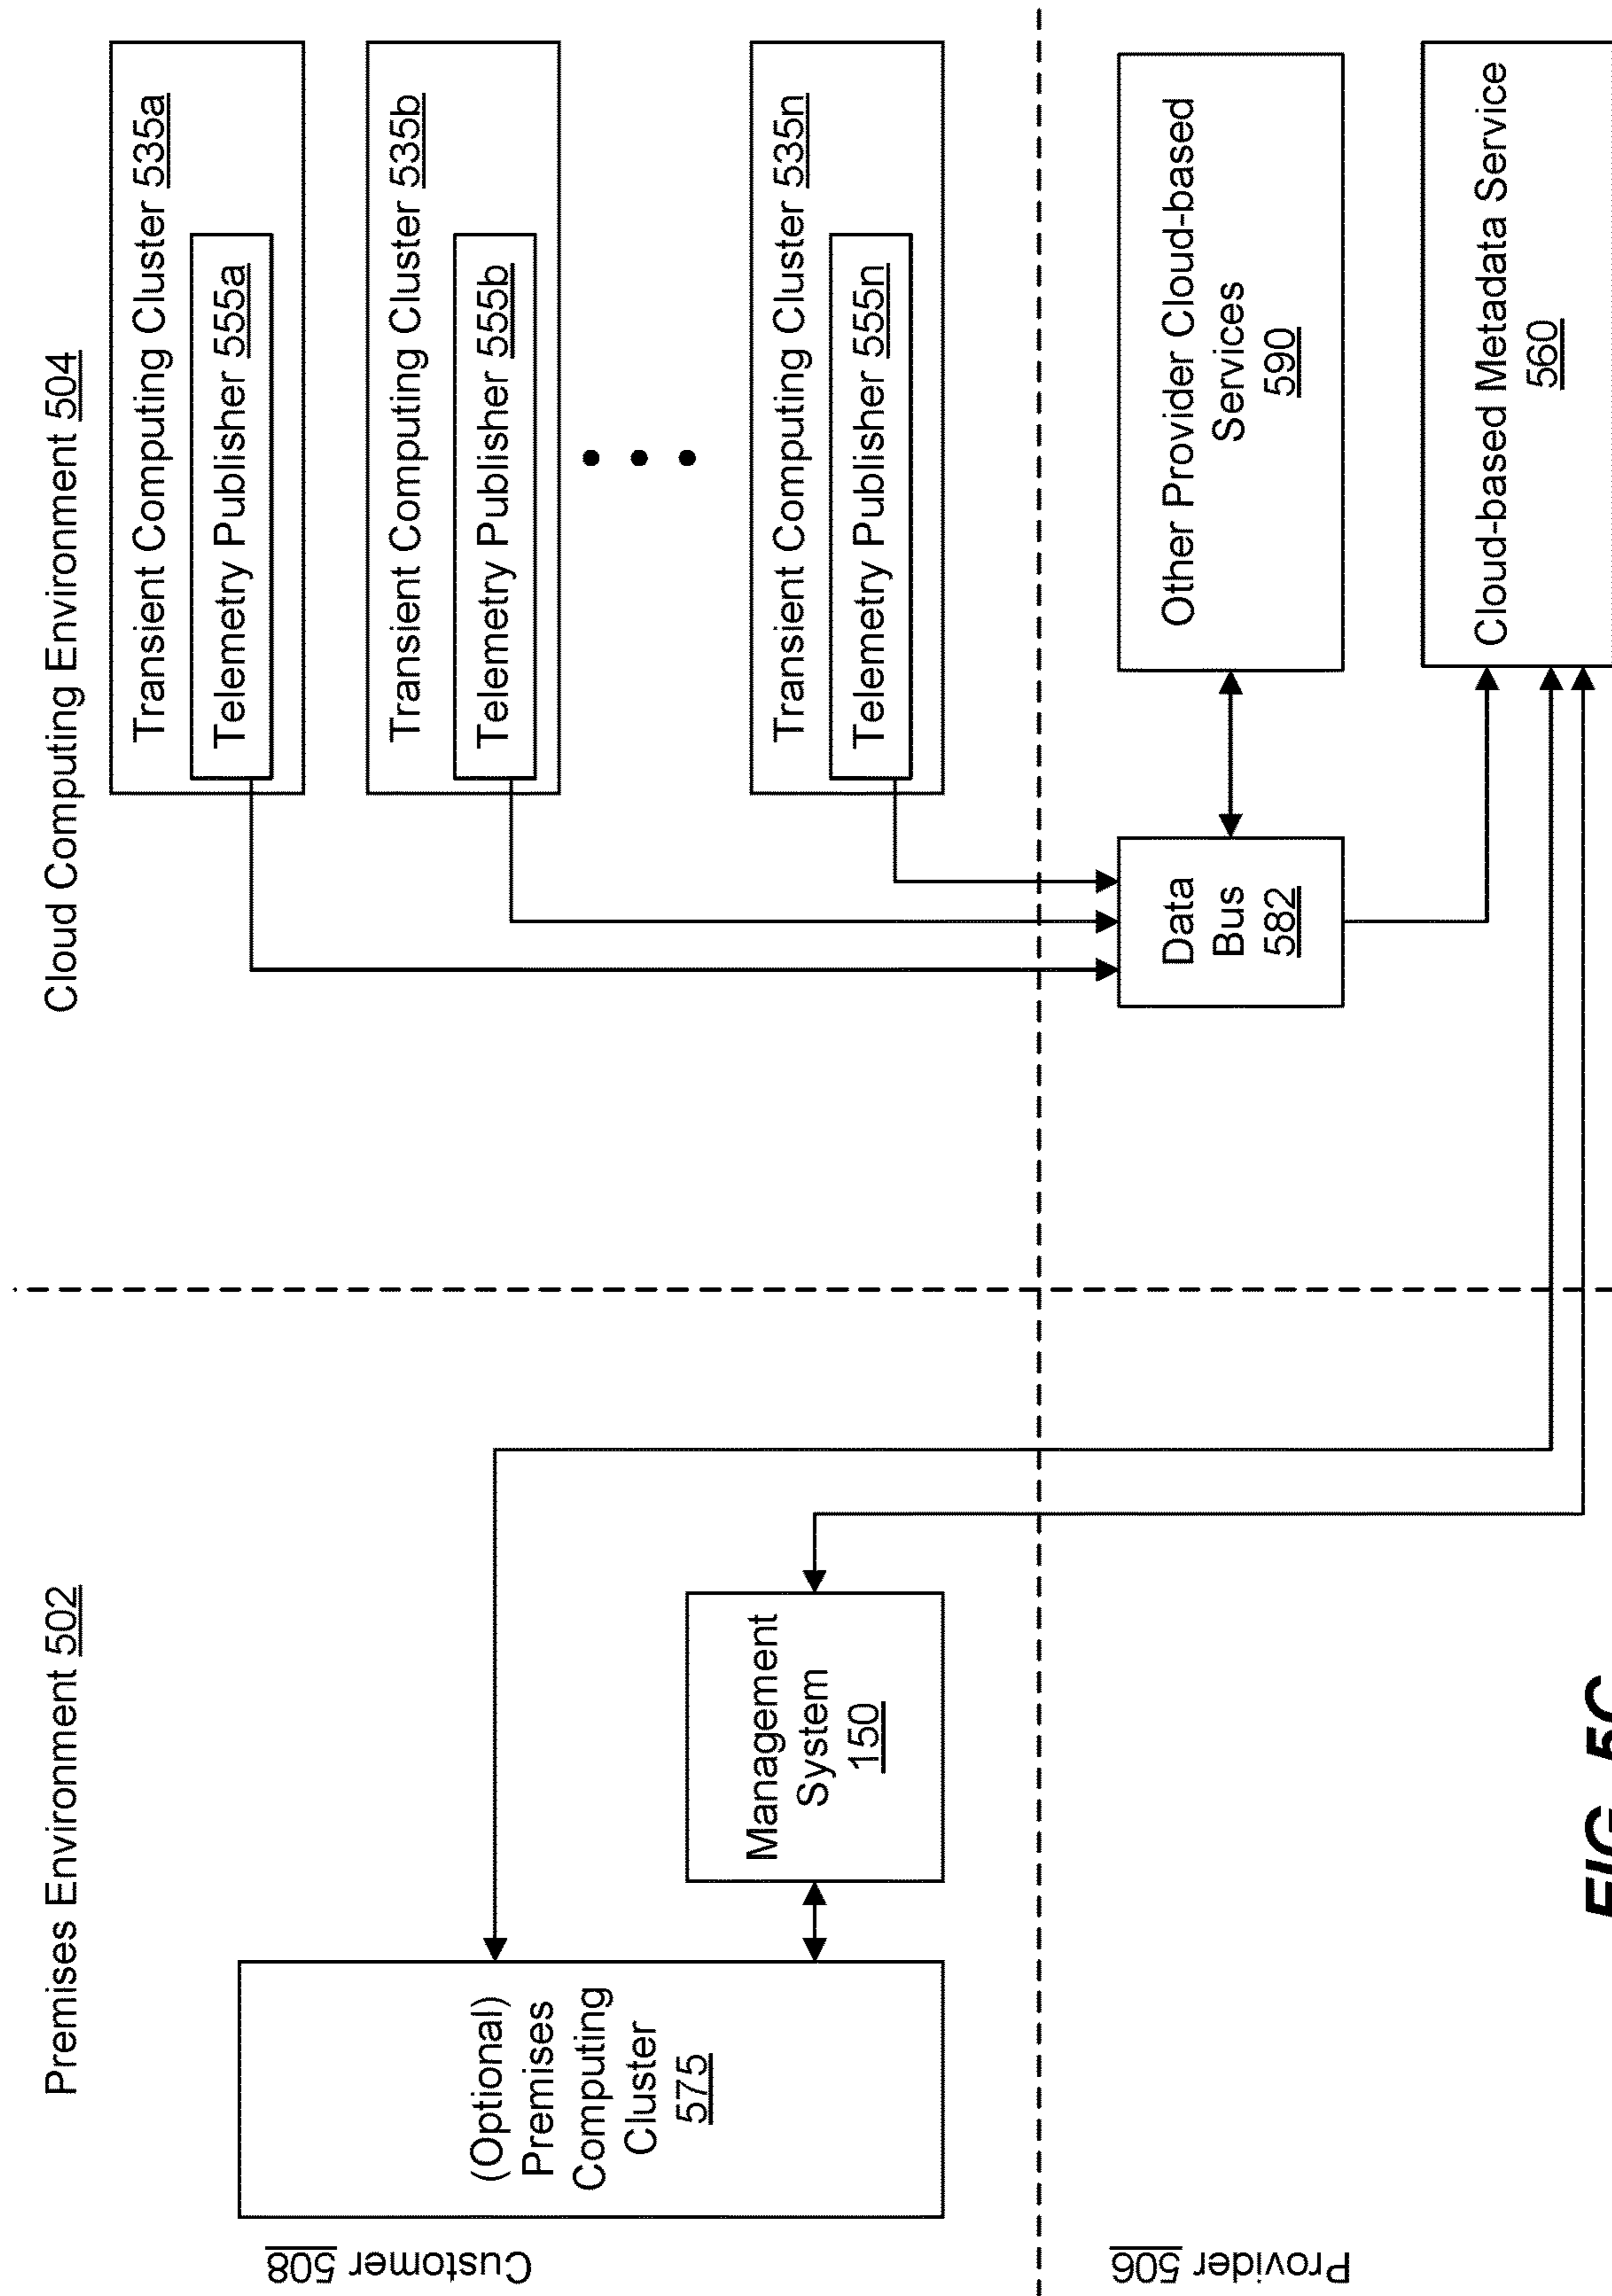 Premises Environment 502
Cloud Computing Environment 504
Customer 508
(Optional)
Premises
Computing
Cluster
575
Management
System
150
Transient Computing Cluster 535a
Telemetry Publisher 555a
Transient Computing Cluster 535b
Telemetry Publisher 555b
Transient Computing Cluster 535n
Telemetry Publisher 555n
Provider 506
Data
Bus
582
Other Provider Cloud-based
Services
590
Cloud-based Metadata Service
560
FIG. 5C